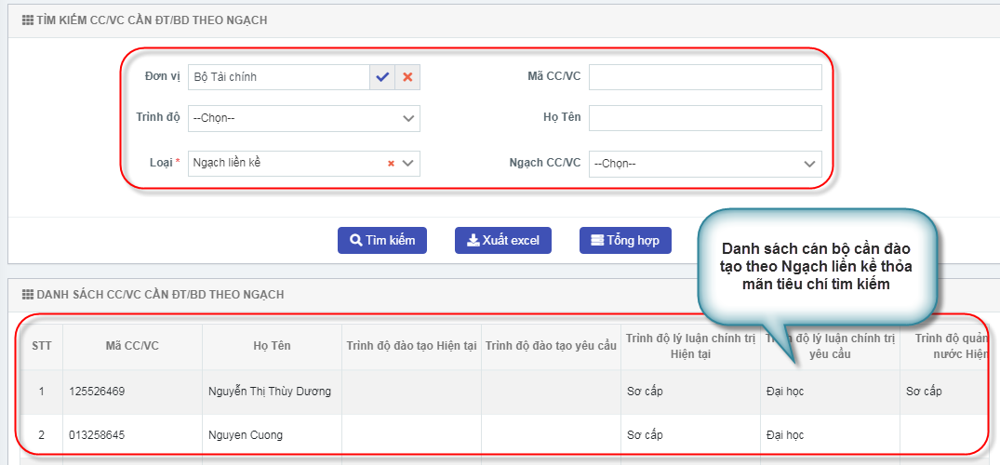 TÌM KIẾM CC/VC CẦN ĐT/BD THEO NGẠCH
Đơn vị Bộ Tài chính Mã CC/VC
Trình độ --Chọn-- Họ Tên
Loại * Ngạch liền kề Ngạch CC/VC --Chọn--
Tìm kiếm Xuất excel Tổng hợp
Danh sách cán bộ cần đào
tạo theo Ngạch liền kề thỏa
mãn tiêu chí tìm kiếm
DANH SÁCH CC/VC CẦN ĐT/BD THEO NGẠCH
STT Mã CC/VC Họ Tên Trình độ đào tạo Hiện tại Trình độ đào tạo yêu cầu Trình độ lý luận chính trị Trình độ lý luận chính trị Trình độ quản
Hiện tại yêu cầu nước Hiện
1 125526469 Nguyễn Thị Thùy Dương Sơ cấp Đại học Sơ cấp
2 013258645 Nguyen Cuong Sơ cấp Đại học